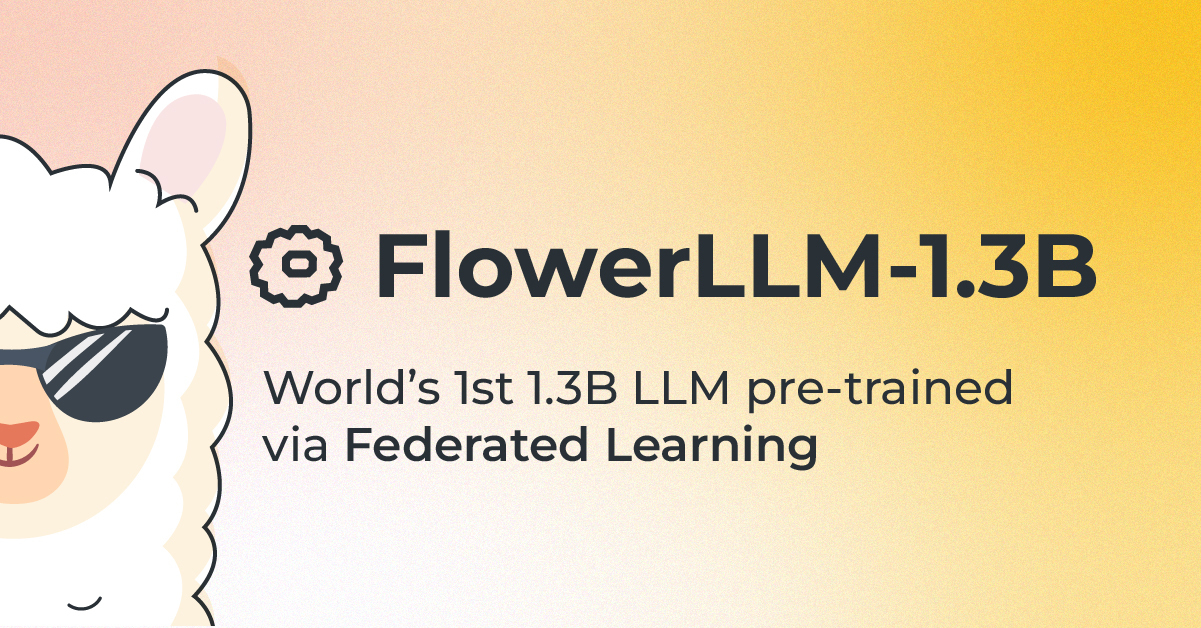 FlowerLLM-1.3B
World’s 1st 1.3B LLM pre-trained
via Federated Learning